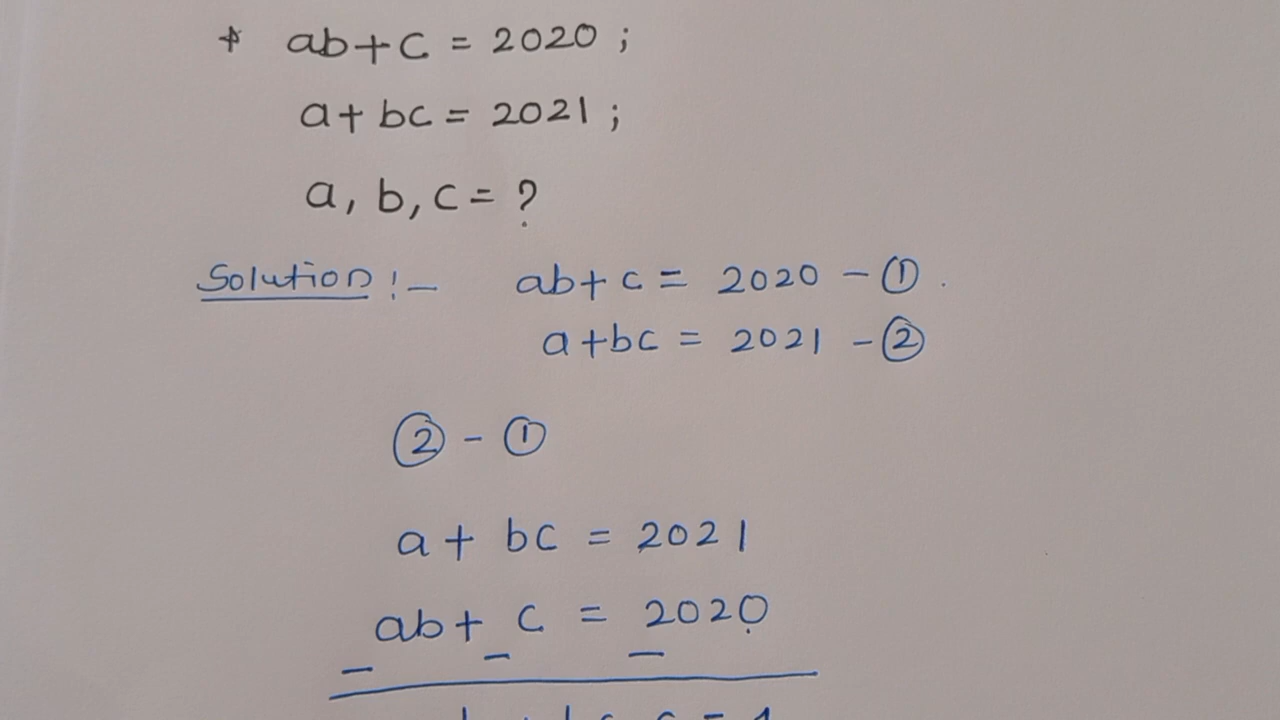 * ab+c = 2020 ;
a+bc = 2021 ;
a, b, c = ?
Solution :- ab+c = 2020 - ①.
a+bc = 2021 - ②
② - ①
a + bc = 2021
ab + c = 2020
- - -